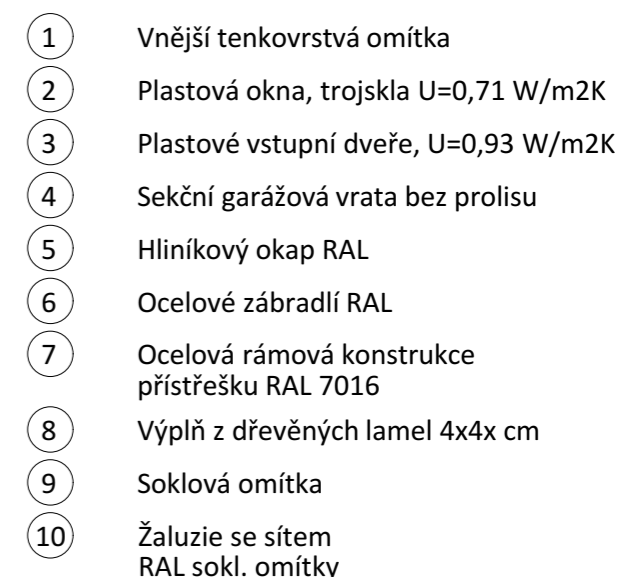 1 Vnější tenkovrstvá omítka
2 Plastová okna, trojskla U=0,71 W/m2K
3 Plastové vstupní dveře, U=0,93 W/m2K
4 Sekční garážová vrata bez prolisu
5 Hliníkový okap RAL
6 Ocelové zábradlí RAL
7 Ocelová rámová konstrukce
přístřešku RAL 7016
8 Výplň z dřevěných lamel 4x4x cm
9 Soklová omítka
10 Žaluzie se sítem
RAL sokl. omítky